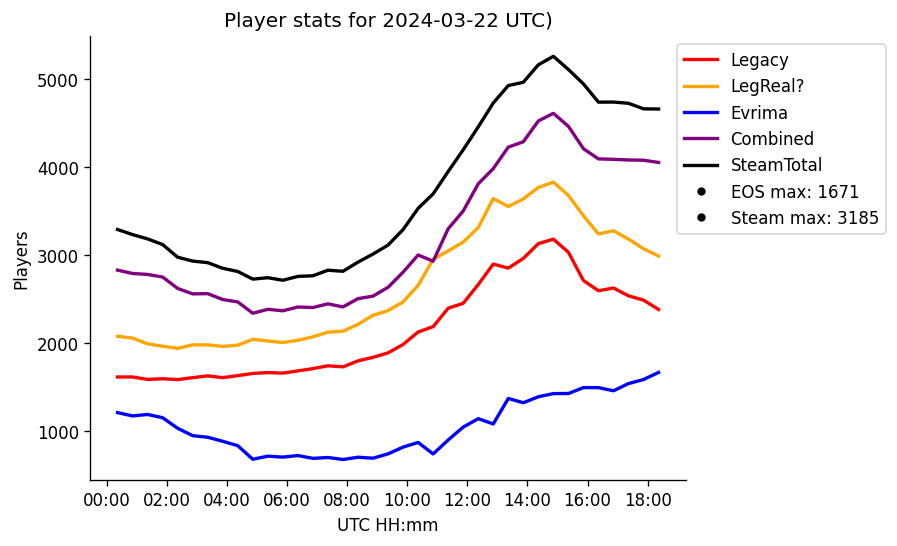 Player stats for 2024-03-22 UTC)
Players
5000
4000
3000
2000
1000
00:00 02:00 04:00 06:00 08:00 10:00 12:00 14:00 16:00 18:00
UTC HH:mm
Legacy
LegReal?
Evrima
Combined
SteamTotal
EOS max: 1671
Steam max: 3185